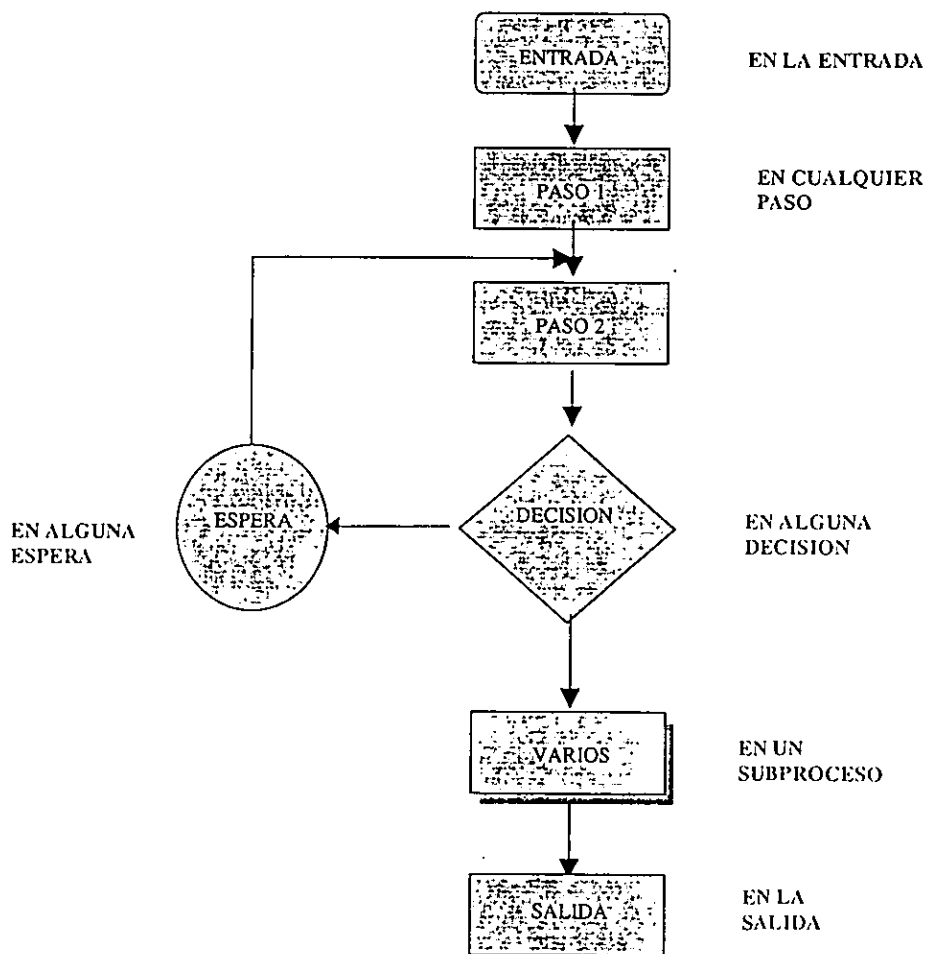 ENTRADA
EN LA ENTRADA
PASO 1
EN CUALQUIER
PASO
PASO 2
ESPERA
DECISION
EN ALGUNA
ESPERA
EN ALGUNA
DECISION
VARIOS
EN UN
SUBPROCESO
SALIDA
EN LA
SALIDA